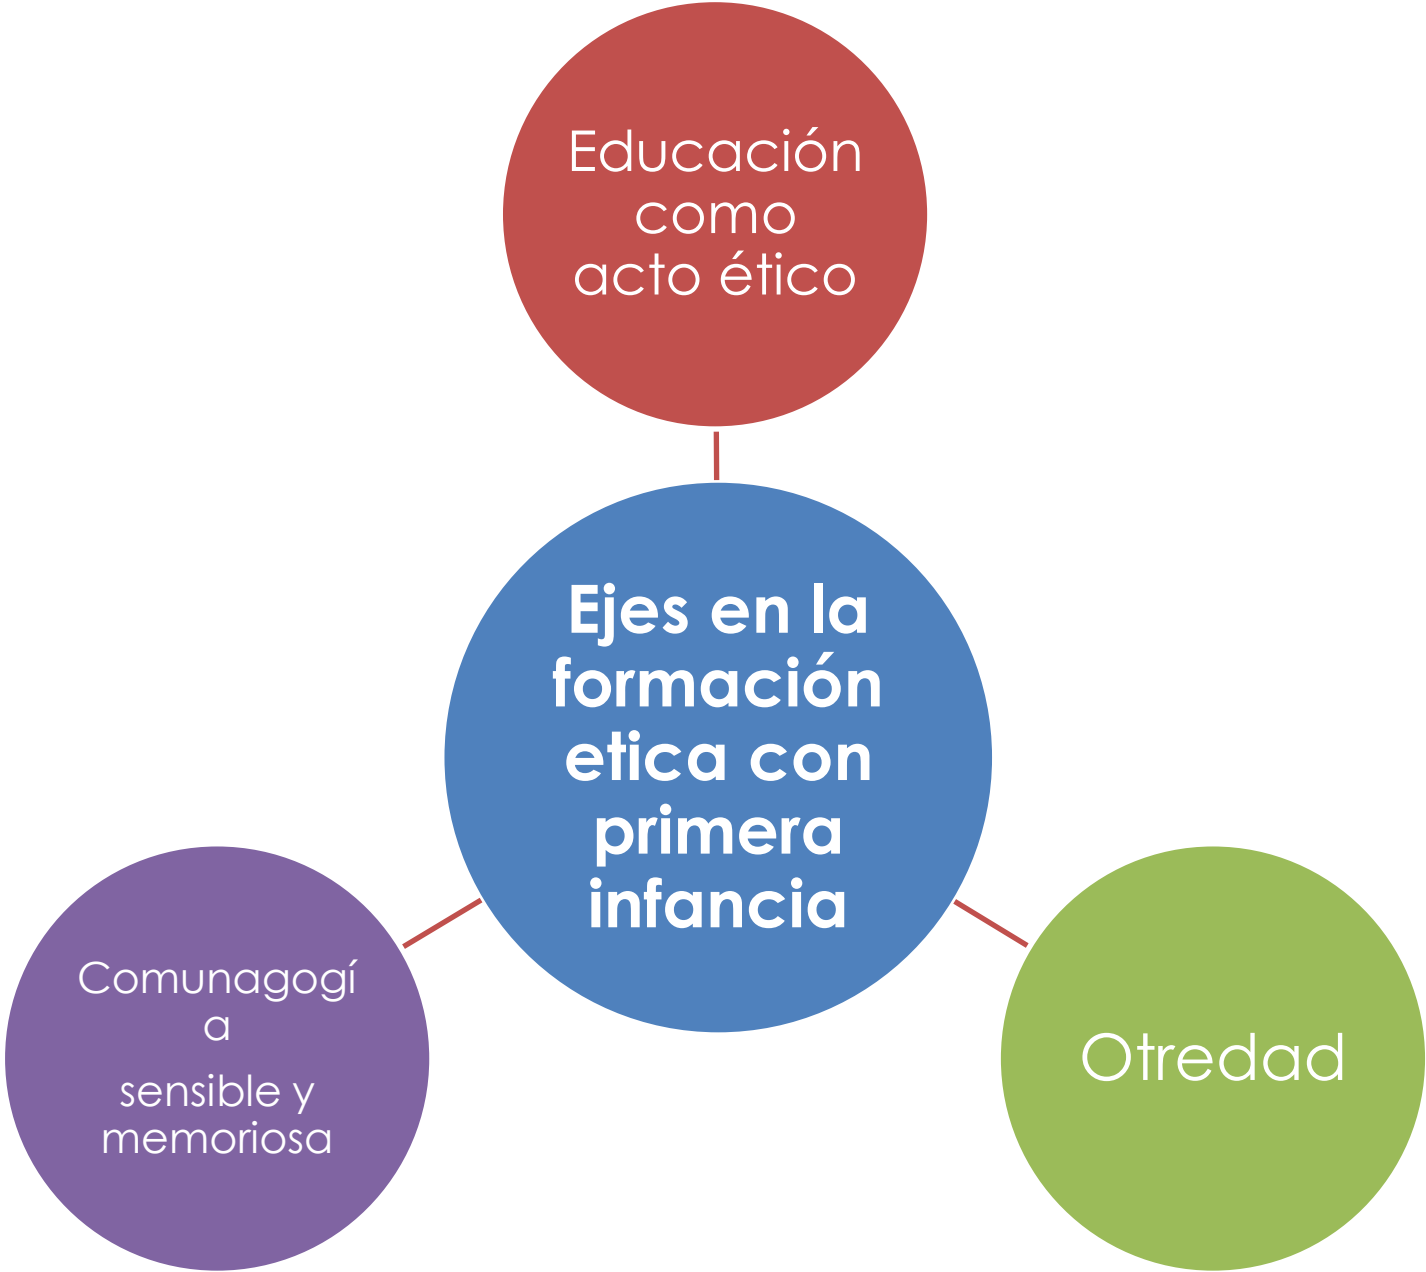 Educación
como
acto ético
Ejes en la
formación
etica con
primera
infancia
Comunagogí
a
sensible y
memoriosa
Otredad